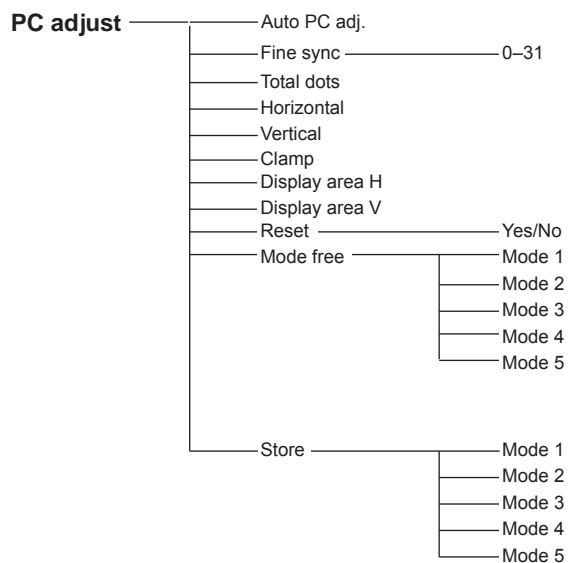 PC adjust Auto PC adj.
Fine sync 0–31
Total dots
Horizontal
Vertical
Clamp
Display area H
Display area V
Reset Yes/No
Mode free Mode 1
Mode 2
Mode 3
Mode 4
Mode 5
Store Mode 1
Mode 2
Mode 3
Mode 4
Mode 5